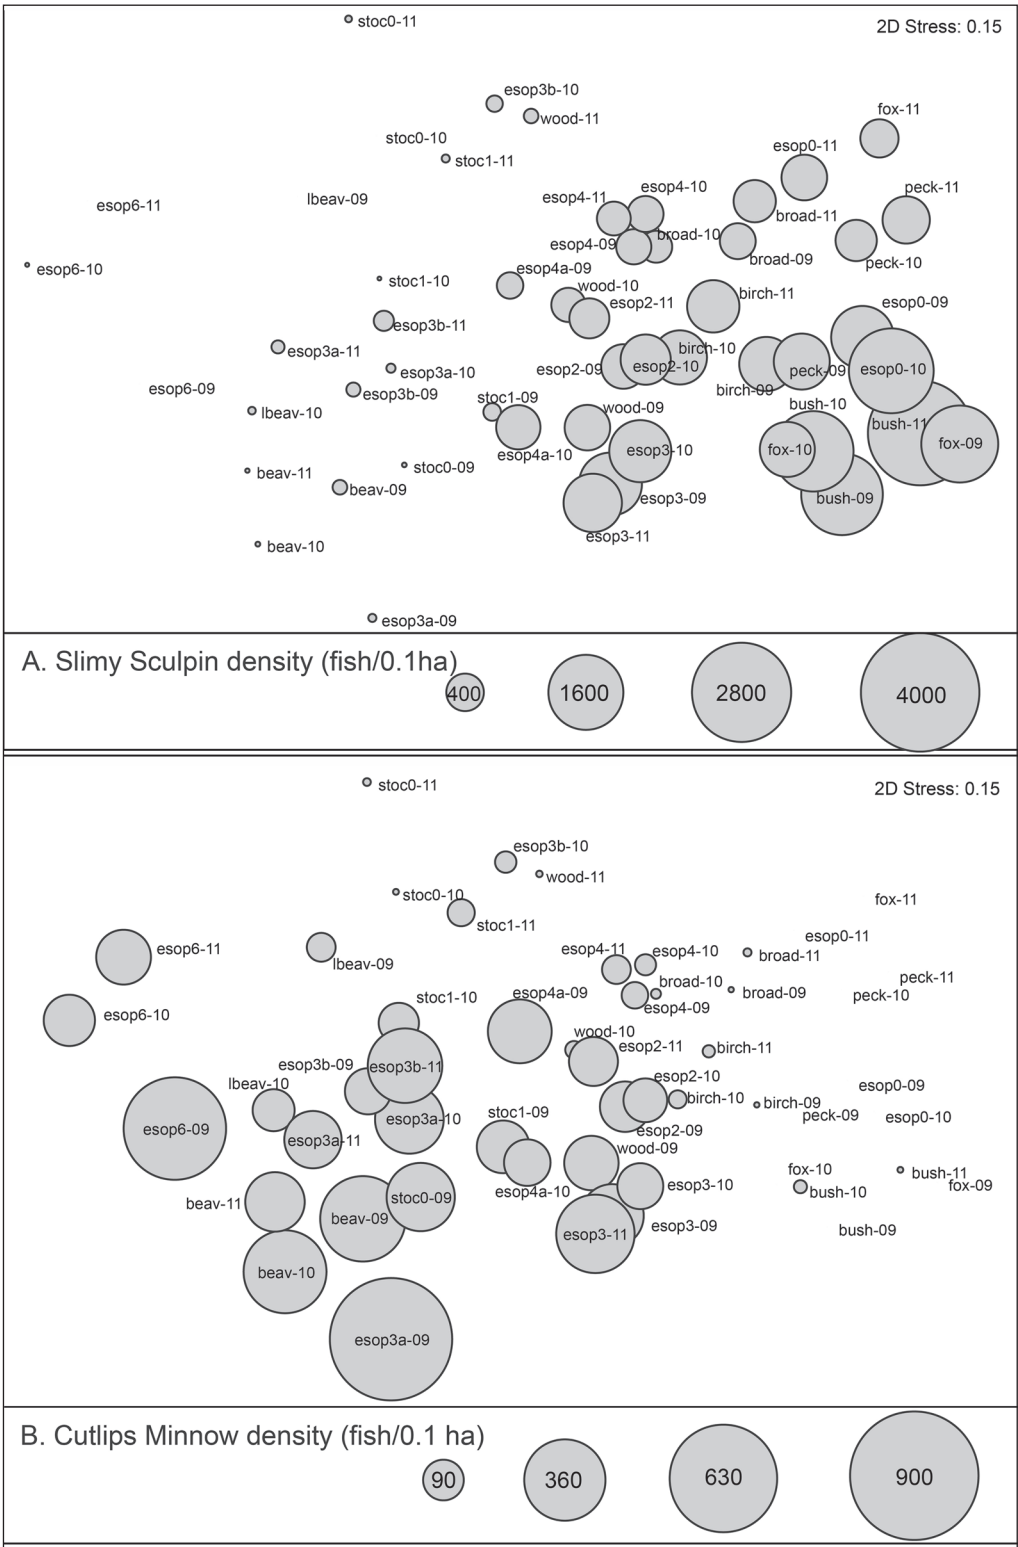 stoc0-11
2D Stress: 0.15
esop3b-10
wood-11
fox-11
stoc0-10
stoc1-11
esop0-11
esop4-11
esop4-10
peck-11
esop6-11
lbeav-09
broad-11
esop4-09
broad-10
broad-09
peck-10
esop6-10
stoc1-10
esop4a-09
wood-10
esop2-11
birch-11
esop0-09
esop3b-11
esop3a-11
esop3a-10
esop2-09
birch-10
esop2-10
birch-09
peck-09
esop0-10
esop6-09
esop3b-09
stoc1-09
lbeav-10
wood-09
bush-10
bush-11
esop4a-10
esop3-10
fox-10
fox-09
beav-11
stoc0-09
beav-09
esop3-09
bush-09
esop3-11
beav-10
esop3a-09
A. Slimy Sculpin density (fish/0.1ha)
400
1600
2800
4000
stoc0-11
2D Stress: 0.15
esop3b-10
wood-11
stoc0-10
stoc1-11
fox-11
esop6-11
lbeav-09
esop4-11
esop4-10
esop0-11
broad-11
esop6-10
stoc1-10
esop4a-09
broad-10
esop4-09
broad-09
peck-11
peck-10
wood-10
esop2-11
birch-11
esop3b-09
esop3b-11
lbeav-10
esop2-10
birch-10
birch-09
esop0-09
peck-09
esop0-10
esop6-09
esop3a-11
esop3a-10
stoc1-09
esop2-09
wood-09
esop4a-10
esop3-10
fox-10
bush-10
bush-11
fox-09
beav-11
beav-09
stoc0-09
esop3-09
esop3-11
bush-09
beav-10
esop3a-09
B. Cutlips Minnow density (fish/0.1 ha)
90
360
630
900